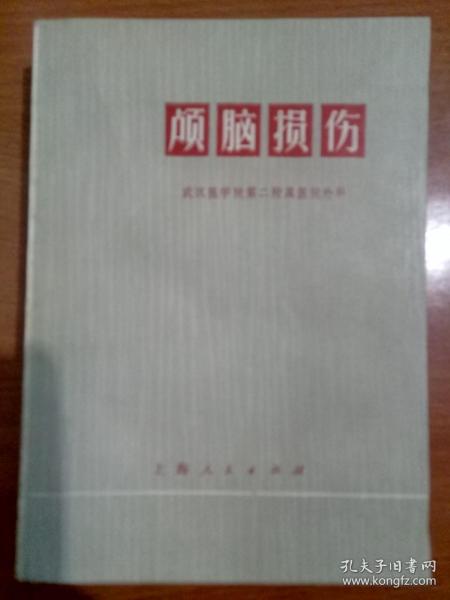 颅脑损伤
武汉医学院第二附属医院外科
上海人民出版社
孔夫子旧书网
www.kongfz.com